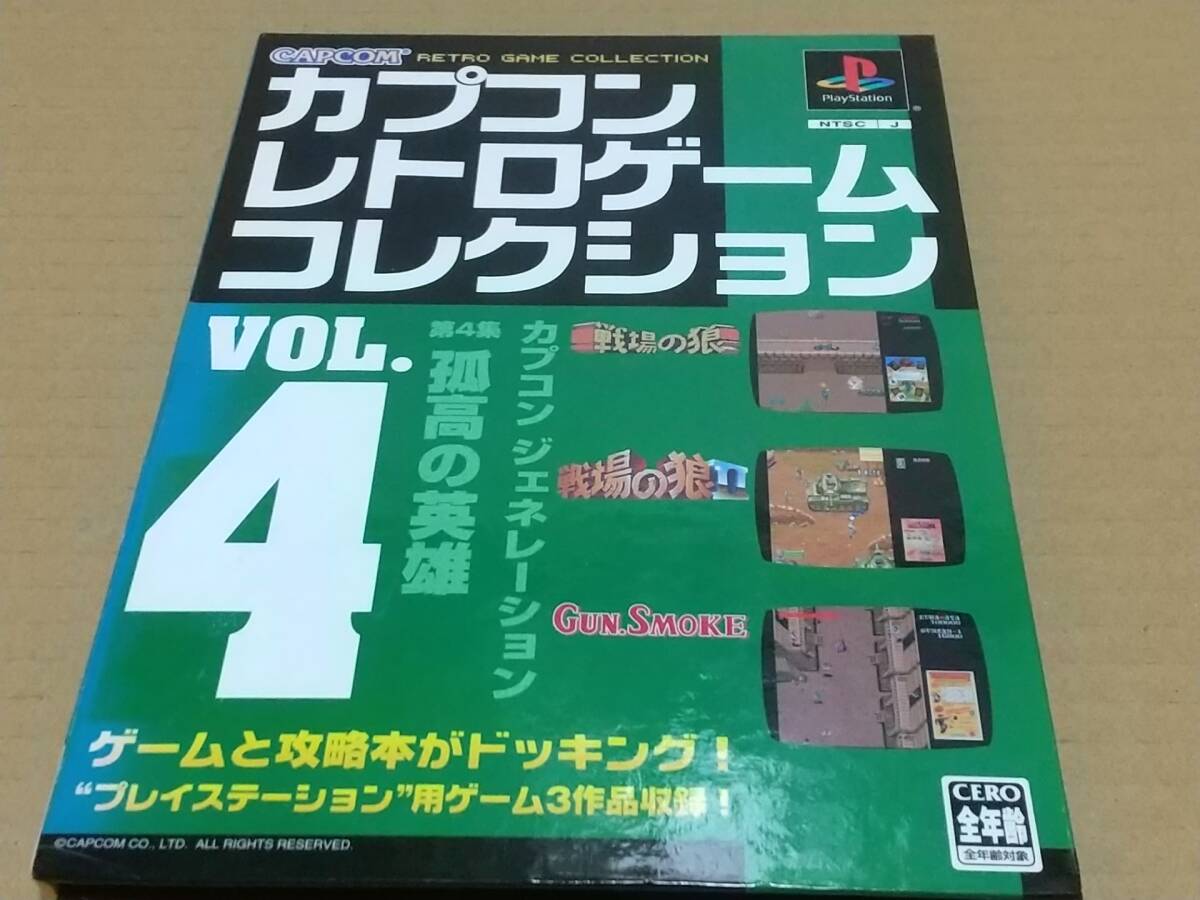 CAPCOM RETRO GAME COLLECTION
カプコン
レトロゲーム
コレクション
PlayStation
NTSC J
VOL.
4
カプコン ジェネレーション
第4集
孤高の英雄
戦場の狼
戦場の狼II
GUN.SMOKE
ゲームと攻略本がドッキング!
“プレイステーション”用ゲーム3作品収録!
©CAPCOM CO., LTD. ALL RIGHTS RESERVED.
CERO
全年齢
全年齢対象